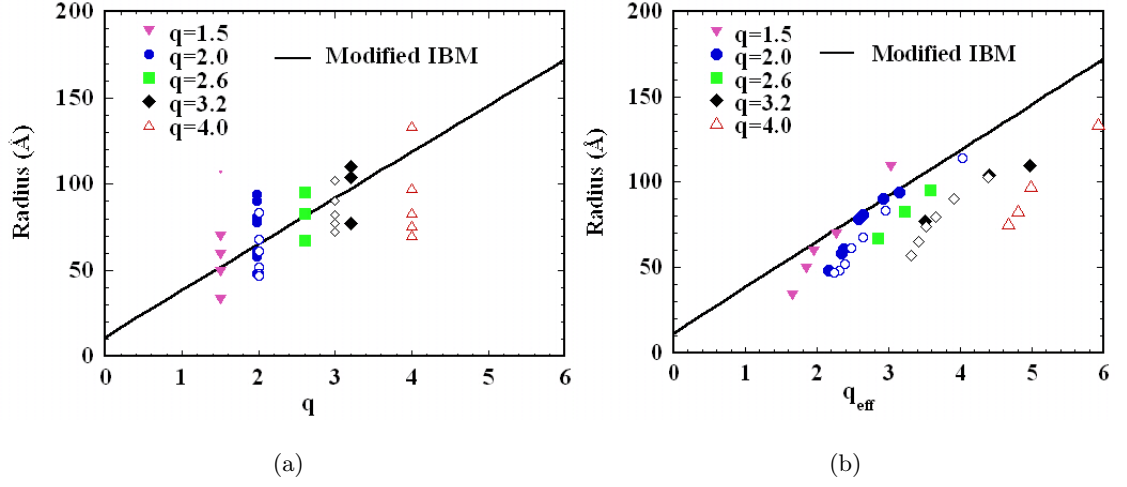 200
150
100
50
0
Radius (Å)
q=1.5
q=2.0
q=2.6
q=3.2
q=4.0
Modified IBM
0 1 2 3 4 5 6
q
(a)
200
150
100
50
0
Radius (Å)
q=1.5
q=2.0
q=2.6
q=3.2
q=4.0
Modified IBM
0 1 2 3 4 5 6
q_eff
(b)